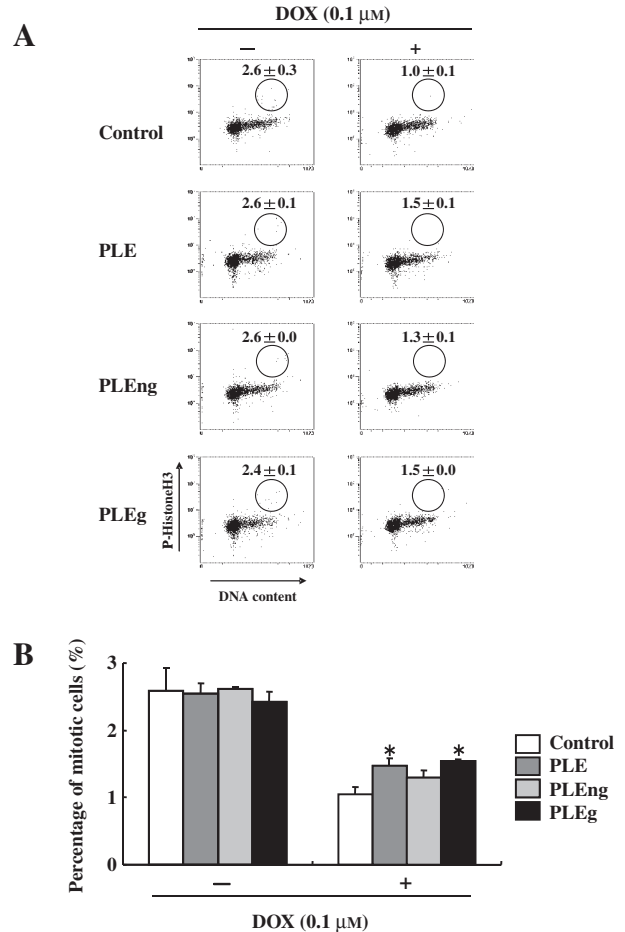 A
DOX (0.1 μM)
— +
2.6±0.3 1.0±0.1
Control
2.6±0.1 1.5±0.1
PLE
2.6±0.0 1.3±0.1
PLEng
2.4±0.1 1.5±0.0
PLEg
P-HistoneH3
DNA content
B
Percentage of mitotic cells (%)
3
2
1
0
* *
Control
PLE
PLEng
PLEg
— +
DOX (0.1 μM)